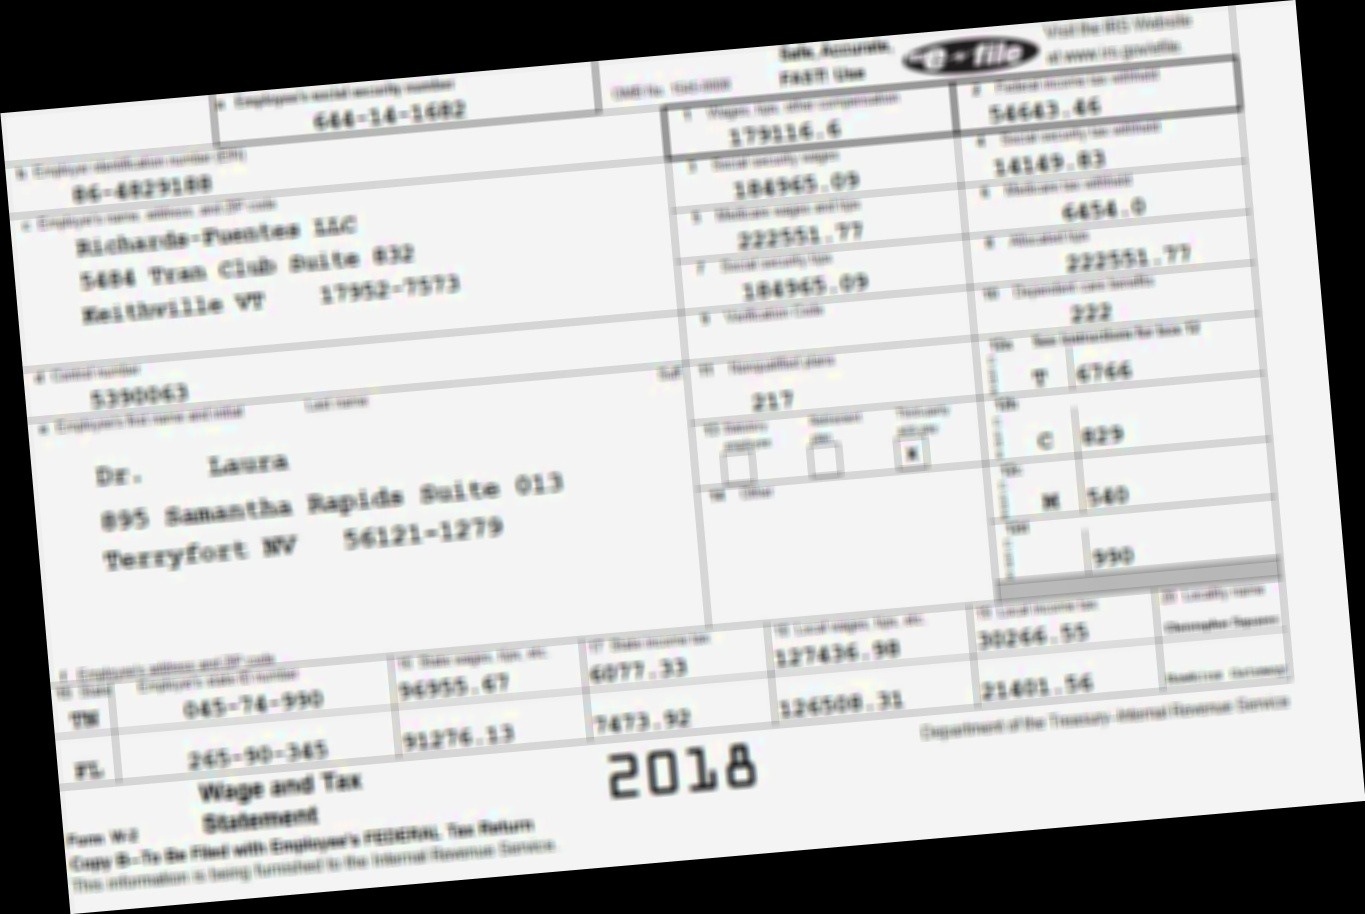 a Employee's social security number
644-14-1682
OMB No. 1545-0008
Safe, Accurate,
FAST! Use
e-file
Visit the IRS Website
at www.irs.gov/efile
b Employer identification number (EIN)
86-4829188
1 Wages, tips, other compensation
179116.6
2 Federal income tax withheld
54643.46
c Employer's name, address, and ZIP code
Richards-Fuentes LLC
5484 Tran Club Suite 832
Keithville VT 17952-7573
3 Social security wages
184965.09
4 Social security tax withheld
14149.83
5 Medicare wages and tips
222551.77
6 Medicare tax withheld
6454.0
7 Social security tips
184965.09
8 Allocated tips
222551.77
d Control number
5390063
9 Verification Code
10 Dependent care benefits
222
e Employee's first name and initial Last name Suff
Dr. Laura
895 Samantha Rapids Suite 013
Terryfort NV 56121-1279
11 Nonqualified plans
217
12a See instructions for box 12
T 6766
13 Statutory employee Retirement plan Third-party sick pay
x
12b
C 829
14 Other
12c
M 540
12d
990
f Employee's address and ZIP code
15 State Employer's state ID number
16 State wages, tips, etc.
17 State income tax
18 Local wages, tips, etc.
19 Local income tax
20 Locality name
TN 045-74-990 96955.67 6077.33 127436.98 30266.55
FL 265-90-345 91276.13 7473.92 126508.31 21401.56
Form W-2
Wage and Tax
Statement
2018
Department of the Treasury-Internal Revenue Service
Copy B-To Be Filed with Employee's FEDERAL Tax Return
This information is being furnished to the Internal Revenue Service.